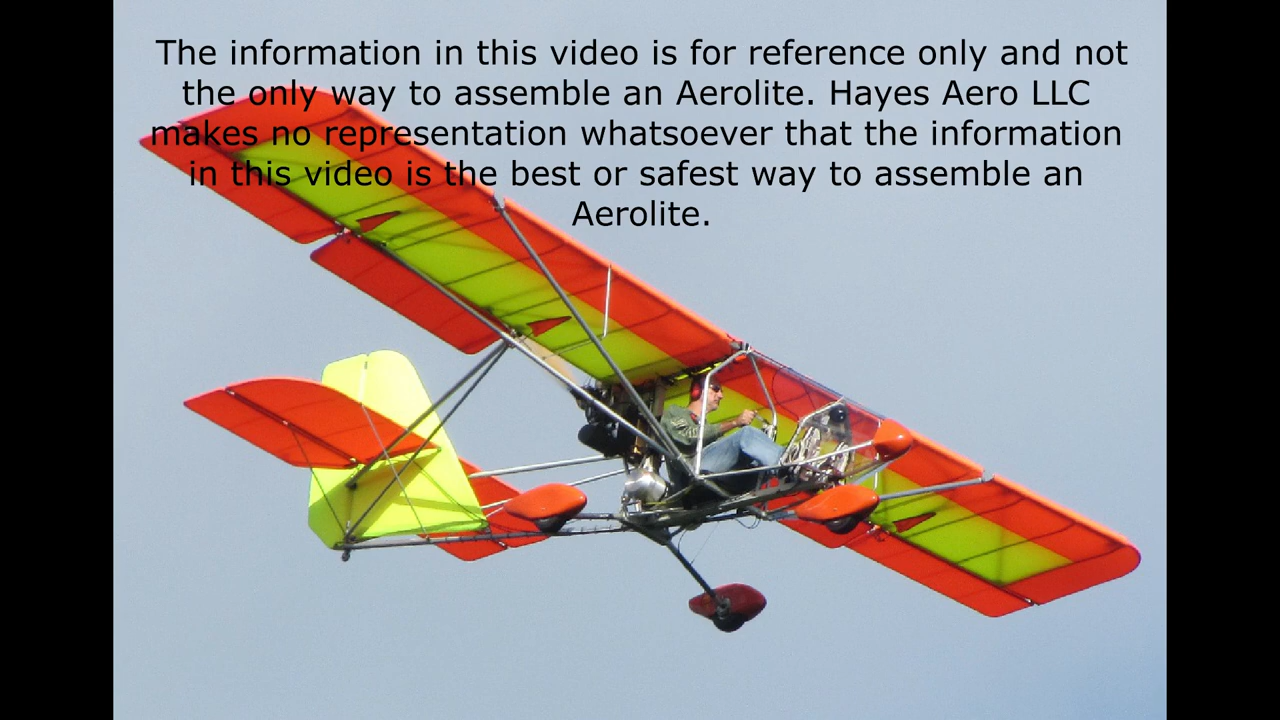 The information in this video is for reference only and not
the only way to assemble an Aerolite. Hayes Aero LLC
makes no representation whatsoever that the information
in this video is the best or safest way to assemble an
Aerolite.